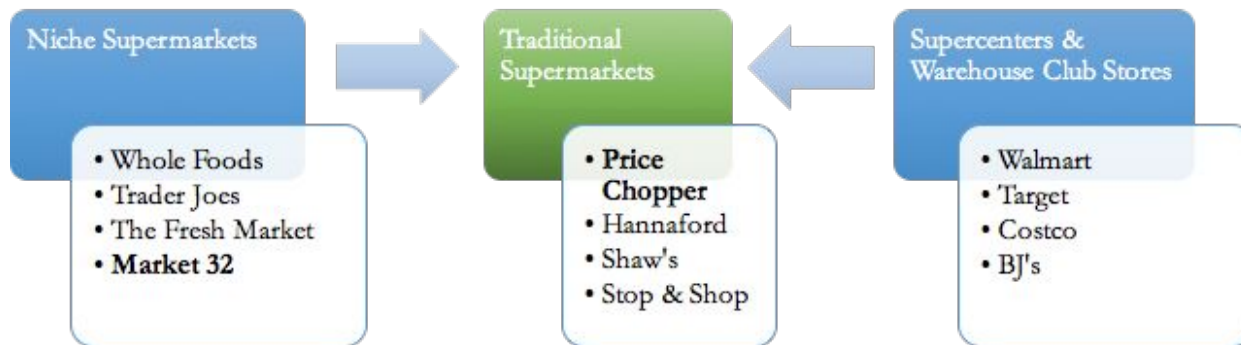 Niche Supermarkets
• Whole Foods
• Trader Joes
• The Fresh Market
• Market 32
Traditional
Supermarkets
• Price
Chopper
• Hannaford
• Shaw's
• Stop & Shop
Supercenters &
Warehouse Club Stores
• Walmart
• Target
• Costco
• BJ's